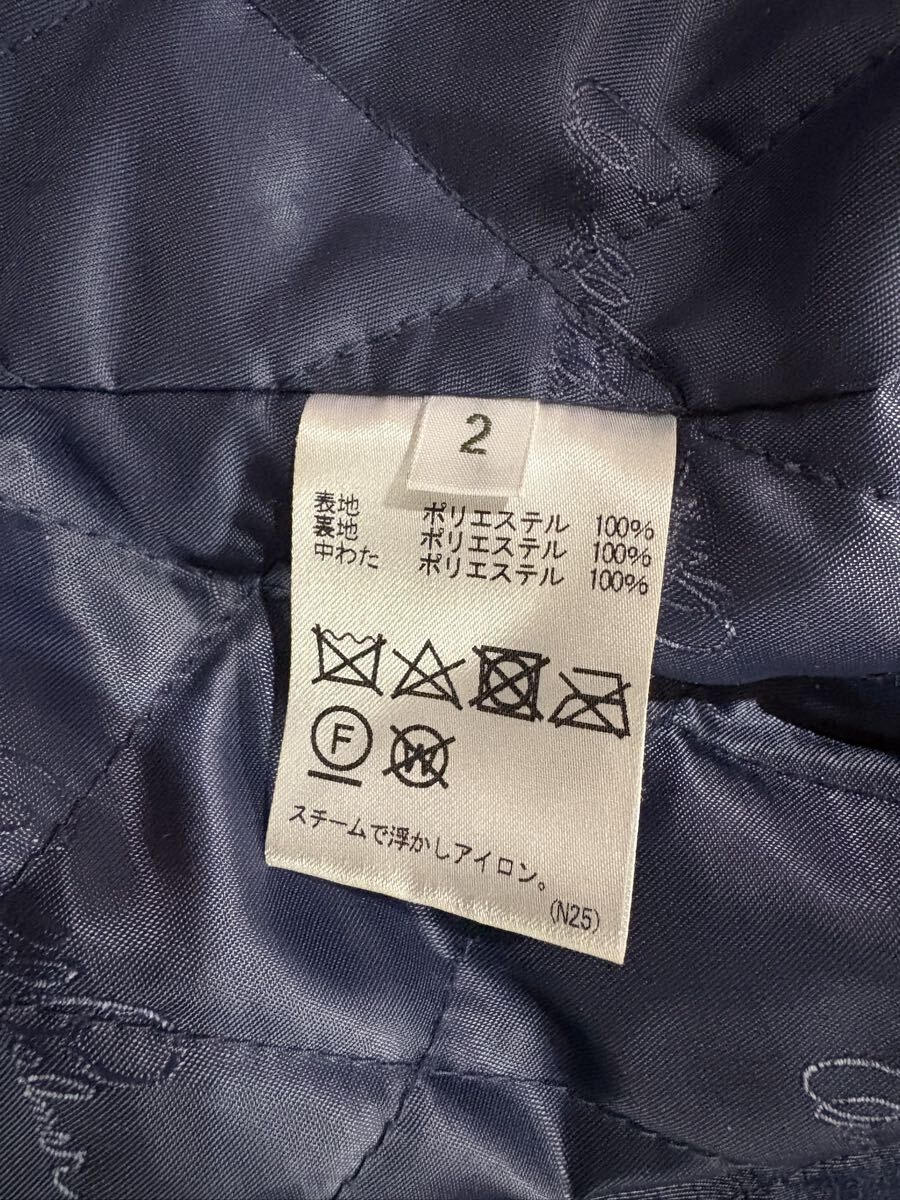 2
表地 ポリエステル 100%
裏地 ポリエステル 100%
中わた ポリエステル 100%
F
W
スチームで浮かしアイロン。
(N25)